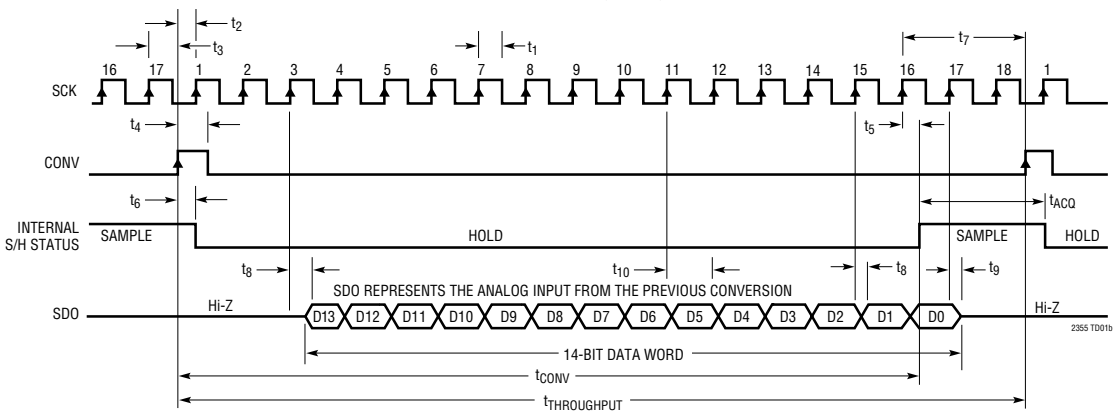 t2
t3
t1
t7
16 17 1 2 3 4 5 6 7 8 9 10 11 12 13 14 15 16 17 18 1
SCK
t4
t5
CONV
t6
tACQ
INTERNAL
S/H STATUS
SAMPLE HOLD SAMPLE HOLD
t8 t10 t8 t9
SDO REPRESENTS THE ANALOG INPUT FROM THE PREVIOUS CONVERSION
SDO
Hi-Z D13 D12 D11 D10 D9 D8 D7 D6 D5 D4 D3 D2 D1 D0 Hi-Z
2355 TD01b
14-BIT DATA WORD
tCONV
tTHROUGHPUT